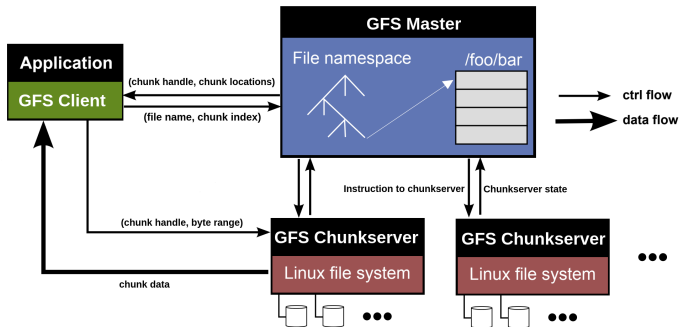 GFS Master
Application
GFS Client
File namespace
/foo/bar
(chunk handle, chunk locations)
(file name, chunk index)
ctrl flow
data flow
Instruction to chunkserver
Chunkserver state
(chunk handle, byte range)
GFS Chunkserver
Linux file system
GFS Chunkserver
Linux file system
chunk data